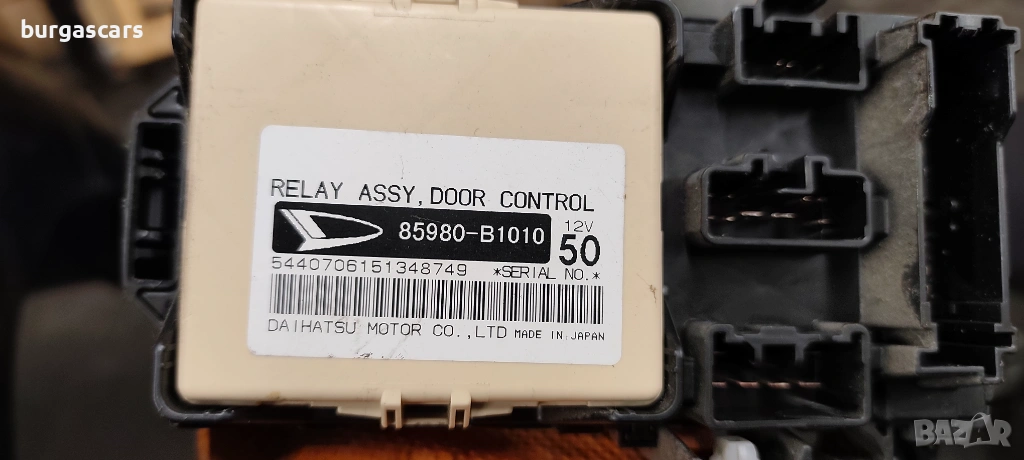 burgascars
RELAY ASSY, DOOR CONTROL
85980-B1010
12V
50
5440706151348749 *SERIAL NO.*
DAIHATSU MOTOR CO.,LTD MADE IN JAPAN
BAZAR